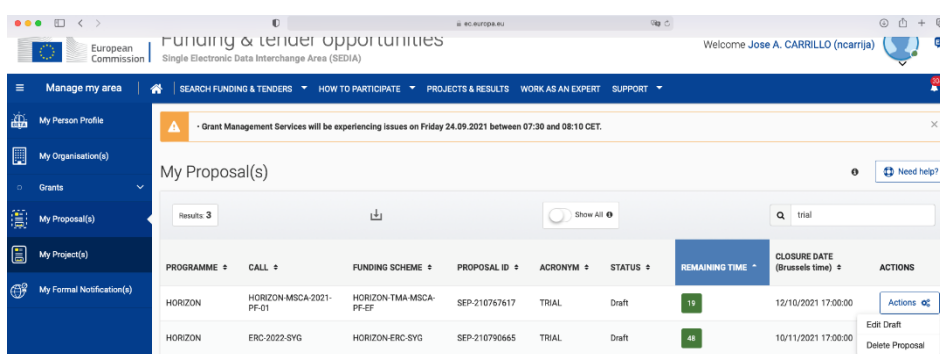 ec.europa.eu
European Commission
Funding & tender opportunities
Single Electronic Data Interchange Area (SEDIA)
Welcome Jose A. CARRILLO (ncarrija)
Manage my area
SEARCH FUNDING & TENDERS HOW TO PARTICIPATE PROJECTS & RESULTS WORK AS AN EXPERT SUPPORT
My Person Profile
My Organisation(s)
Grants
My Proposal(s)
My Project(s)
My Formal Notification(s)
· Grant Management Services will be experiencing issues on Friday 24.09.2021 between 07:30 and 08:10 CET.
My Proposal(s)
Need help?
Results: 3
Show All
trial
PROGRAMME CALL FUNDING SCHEME PROPOSAL ID ACRONYM STATUS REMAINING TIME CLOSURE DATE (Brussels time) ACTIONS
HORIZON HORIZON-MSCA-2021-PF-01 HORIZON-TMA-MSCA-PF-EF SEP-210767617 TRIAL Draft 19 12/10/2021 17:00:00 Actions
Edit Draft
Delete Proposal
HORIZON ERC-2022-SYG HORIZON-ERC-SYG SEP-210790665 TRIAL Draft 48 10/11/2021 17:00:00